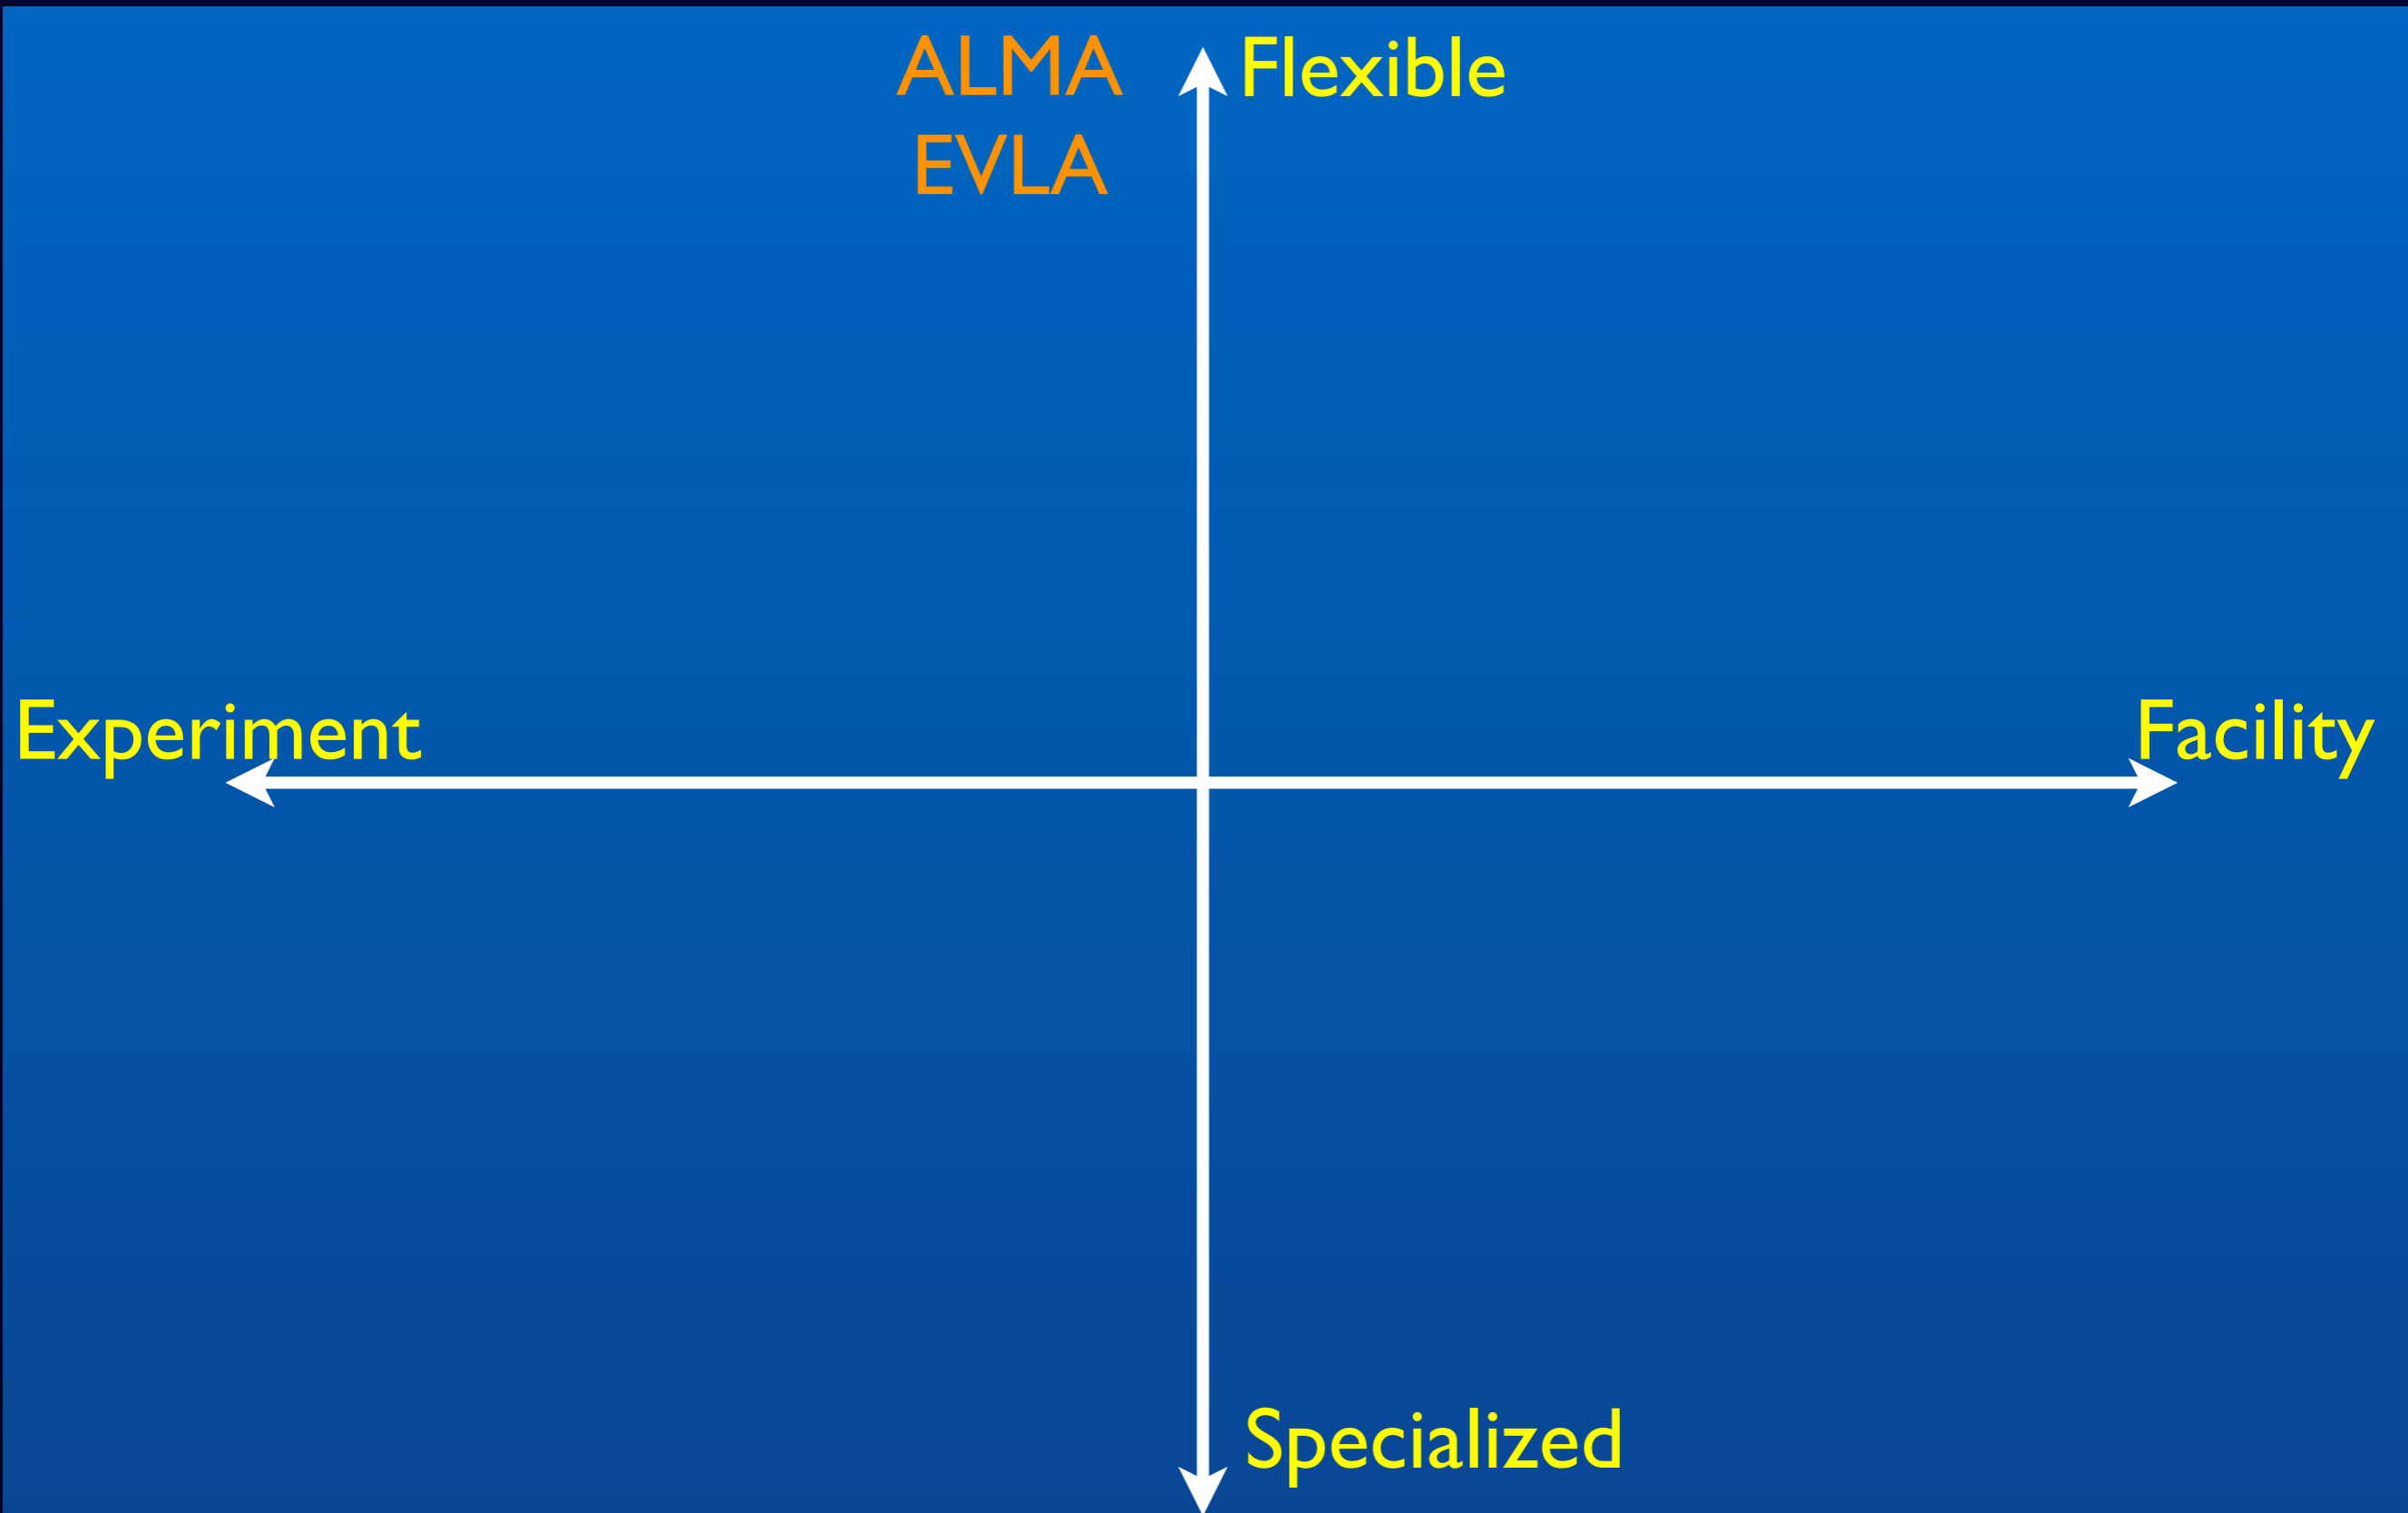 ALMA
Flexible
EVLA
Experiment
Facility
Specialized